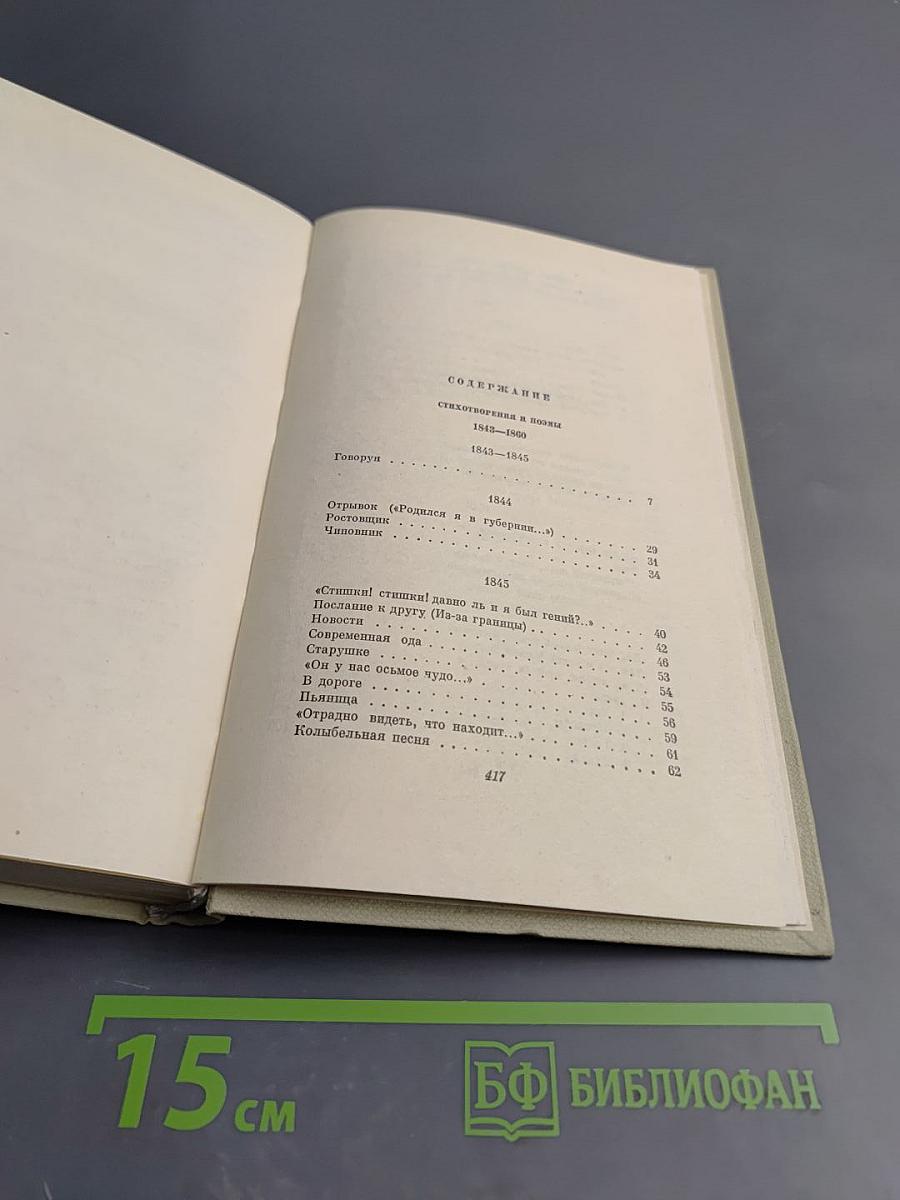 СОДЕРЖАНИЕ
СТИХОТВОРЕНИЯ И ПОЭМЫ
1843—1860
1843—1845
Говорун . . . . . . . . . . . . . . . . . . . . 7
1844
Отрывок («Родился я в губернии...») . . . . . . . 29
Ростовщик . . . . . . . . . . . . . . . . . . . 31
Чиновник . . . . . . . . . . . . . . . . . . . 34
1845
«Стишки! стишки! давно ль и я был гений?..» . . . . 40
Послание к другу (Из-за границы) . . . . . . . . . 42
Новости . . . . . . . . . . . . . . . . . . . . 46
Современная ода . . . . . . . . . . . . . . . . 53
Старушке . . . . . . . . . . . . . . . . . . . 54
«Он у нас осьмое чудо...» . . . . . . . . . . . . 55
В дороге . . . . . . . . . . . . . . . . . . . . 56
Пьяница . . . . . . . . . . . . . . . . . . . . 59
«Отрадно видеть, что находит...» . . . . . . . . . 61
Колыбельная песня . . . . . . . . . . . . . . . 62
417
15 см
БФ БИБЛИОФАН